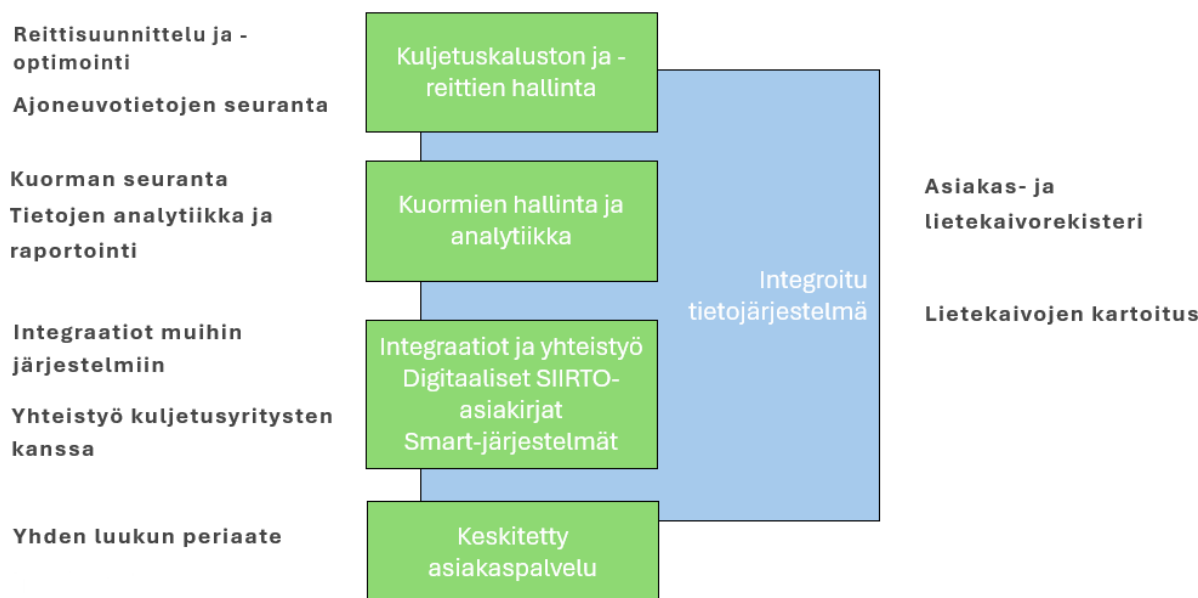 Reittisuunnittelu ja -
optimointi
Ajoneuvotietojen seuranta
Kuljetuskaluston ja -
reittien hallinta
Kuorman seuranta
Tietojen analytiikka ja
raportointi
Kuormien hallinta ja
analytiikka
Integraatiot muihin
järjestelmiin
Yhteistyö kuljetusyritysten
kanssa
Integraatiot ja yhteistyö
Digitaaliset SIIRTO-
asiakirjat
Smart-järjestelmät
Yhden luukun periaate
Keskitetty
asiakaspalvelu
Integroitu
tietojärjestelmä
Asiakas- ja
lietekaivorekisteri
Lietekaivojen kartoitus